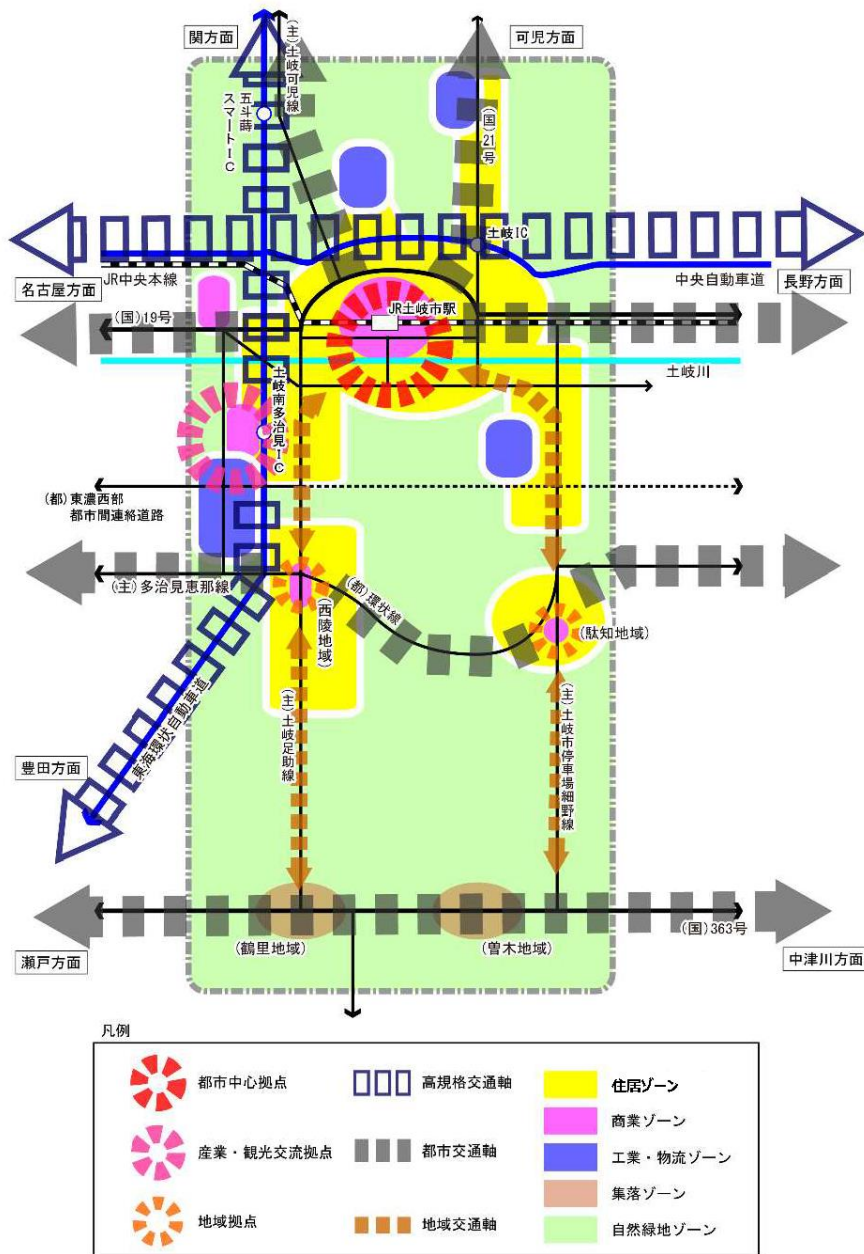 関方面
(主)土岐可児線
可児方面
五斗蒔
スマートIC
(国)21号
土岐IC
JR中央本線
中央自動車道
名古屋方面
長野方面
JR土岐市駅
(国)19号
土岐川
土岐南多治見IC
(都)東濃西部
都市間連絡道路
(主)多治見恵那線
(都)環状線
(西陵地域)
(駄知地域)
東海環状自動車道
(主)土岐足助線
(主)土岐市停車場細野線
豊田方面
(国)363号
(鶴里地域)
(曽木地域)
瀬戸方面
中津川方面
凡例
都市中心拠点
高規格交通軸
住居ゾーン
商業ゾーン
産業・観光交流拠点
都市交通軸
工業・物流ゾーン
集落ゾーン
地域拠点
地域交通軸
自然緑地ゾーン